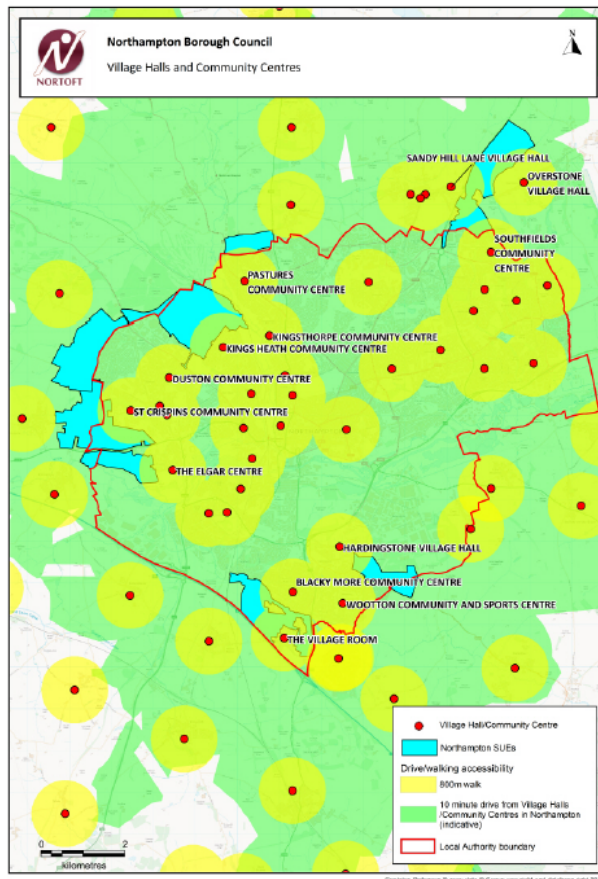 Northampton Borough Council
Village Halls and Community Centres
N
NORTOFT
SANDY HILL LANE VILLAGE HALL
OVERSTONE
VILLAGE HALL
SOUTHFIELDS
COMMUNITY
CENTRE
PASTURES
COMMUNITY CENTRE
KINGSTHORPE COMMUNITY CENTRE
KINGS HEATH COMMUNITY CENTRE
DUSTON COMMUNITY CENTRE
ST CRISPINS COMMUNITY CENTRE
THE ELGAR CENTRE
HARDINGSTONE VILLAGE HALL
BLACKY MORE COMMUNITY CENTRE
WOOTTON COMMUNITY AND SPORTS CENTRE
THE VILLAGE ROOM
Village Hall/Community Centre
Northampton SUEs
Drive/walking accessibility
800m walk
10 minute drive from Village Halls
/Community Centres in Northampton
(indicative)
Local Authority boundary
0 1 2
kilometres